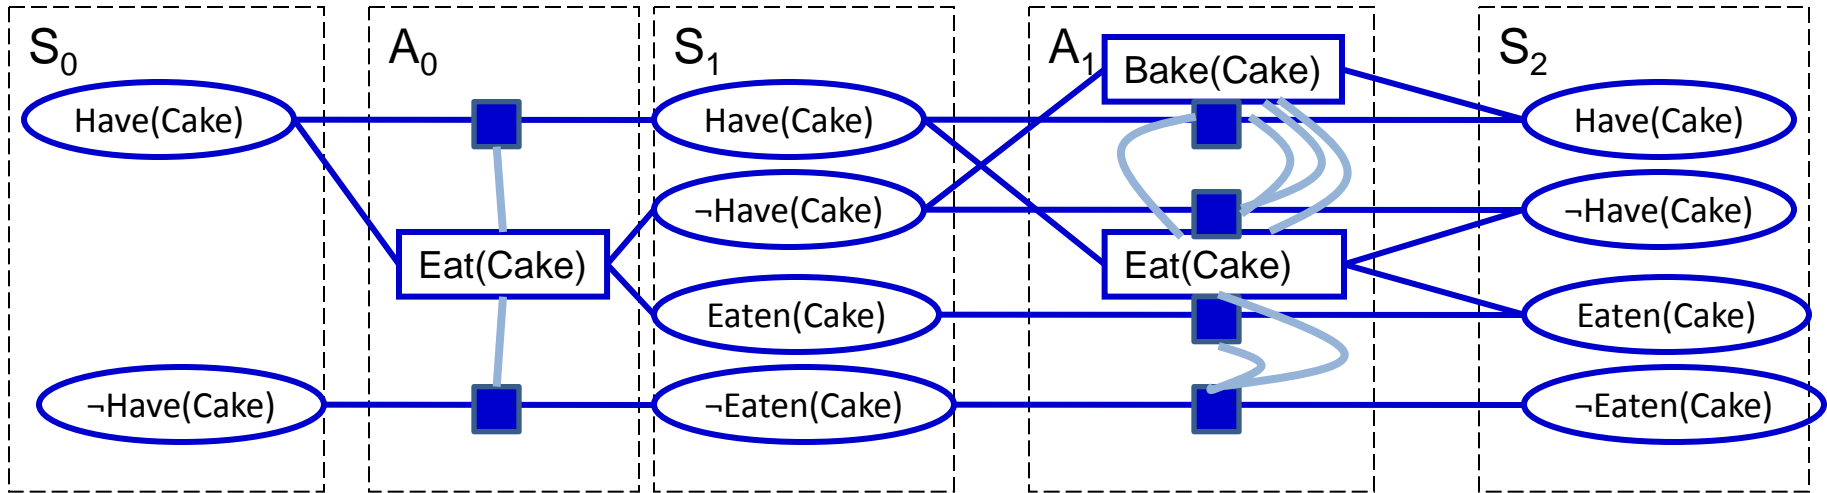 S0
Have(Cake)
¬Have(Cake)
A0
Eat(Cake)
S1
Have(Cake)
¬Have(Cake)
Eaten(Cake)
¬Eaten(Cake)
A1
Bake(Cake)
Eat(Cake)
S2
Have(Cake)
¬Have(Cake)
Eaten(Cake)
¬Eaten(Cake)